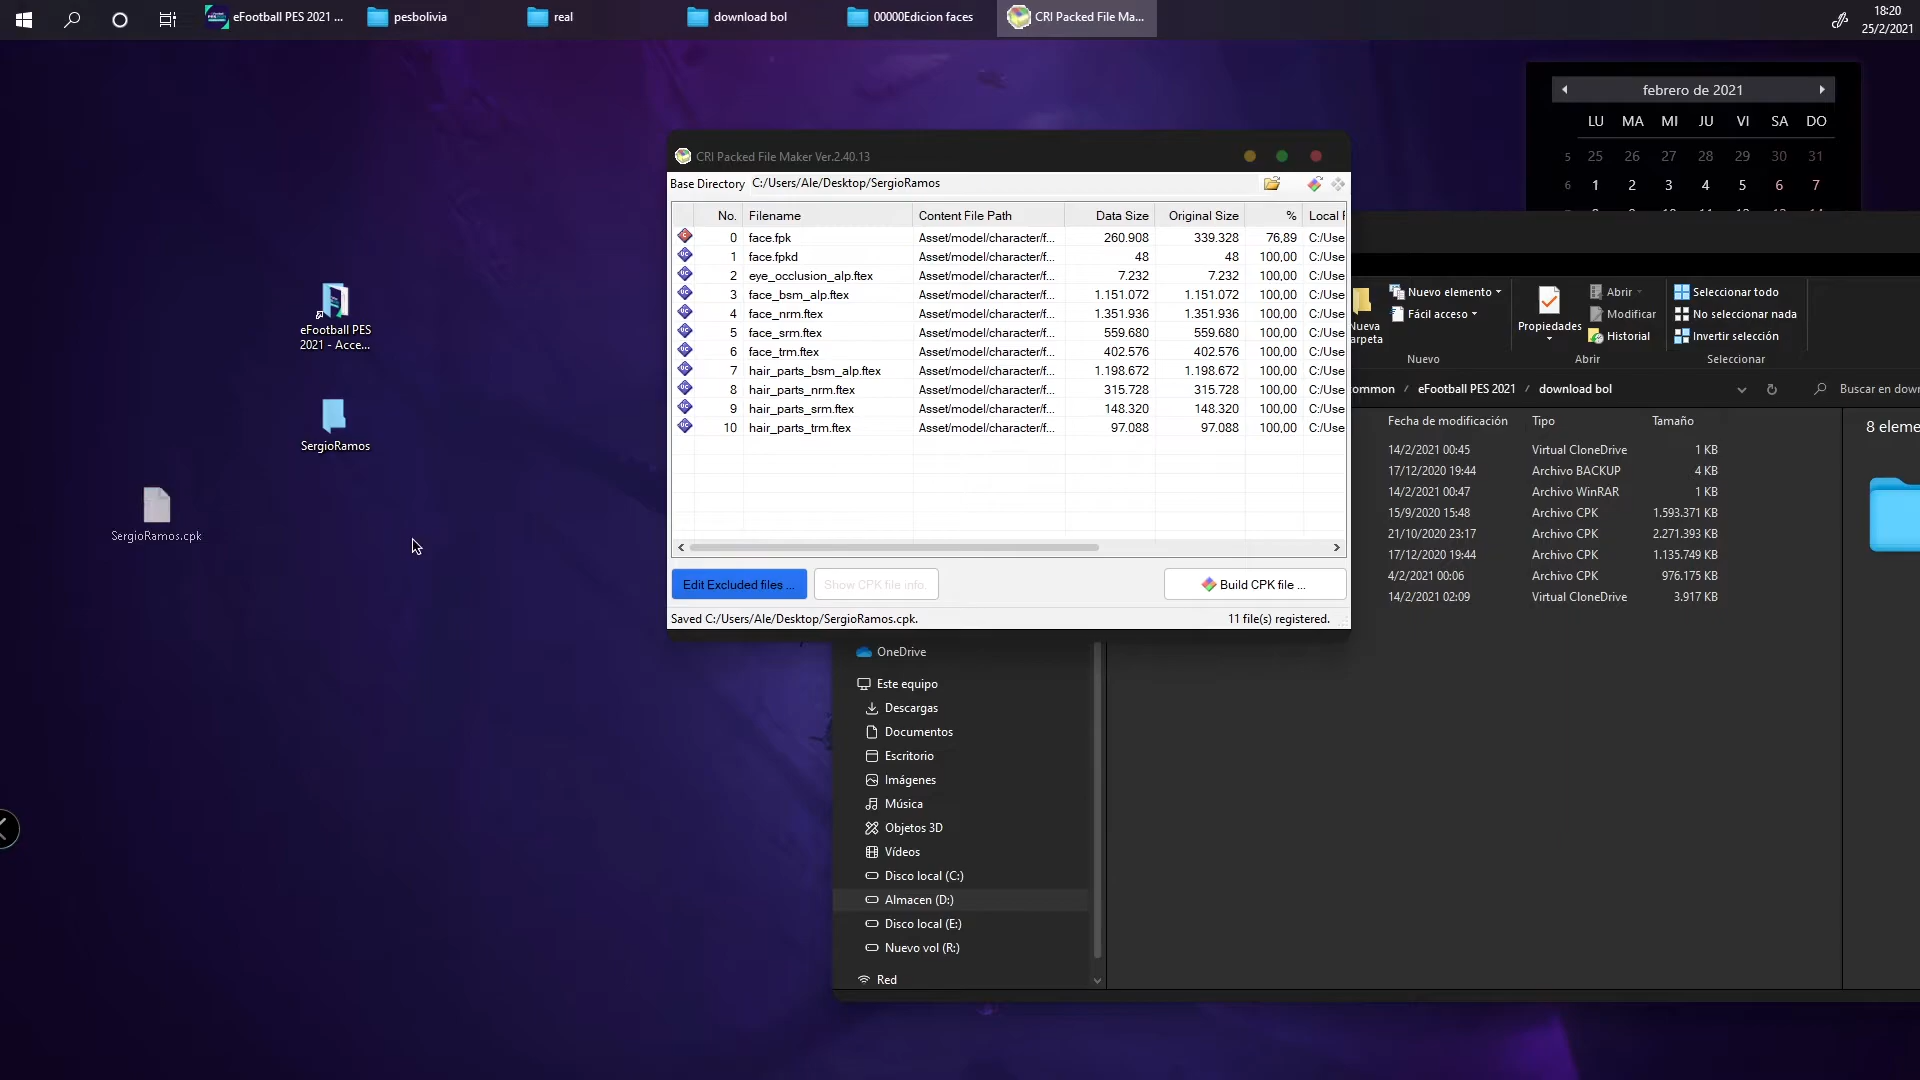 eFootball PES 2021 ...
pesbolivia
real
download bol
00000Edicion faces
CRI Packed File Ma...
18:20
25/2/2021
febrero de 2021
LU MA MI JU VI SA DO
5 25 26 27 28 29 30 31
6 1 2 3 4 5 6 7
eFootball PES
2021 - Acce...
SergioRamos
SergioRamos.cpk
CRI Packed File Maker Ver.2.40.13
Base Directory C:/Users/Ale/Desktop/SergioRamos
No. Filename Content File Path Data Size Original Size % Local
0 face.fpk Asset/model/character/f... 260.908 339.328 76,89 C:/Use
1 face.fpkd Asset/model/character/f... 48 48 100,00 C:/Use
2 eye_occlusion_alp.ftex Asset/model/character/f... 7.232 7.232 100,00 C:/Use
3 face_bsm_alp.ftex Asset/model/character/f... 1.151.072 1.151.072 100,00 C:/Use
4 face_nrm.ftex Asset/model/character/f... 1.351.936 1.351.936 100,00 C:/Use
5 face_srm.ftex Asset/model/character/f... 559.680 559.680 100,00 C:/Use
6 face_trm.ftex Asset/model/character/f... 402.576 402.576 100,00 C:/Use
7 hair_parts_bsm_alp.ftex Asset/model/character/f... 1.198.672 1.198.672 100,00 C:/Use
8 hair_parts_nrm.ftex Asset/model/character/f... 315.728 315.728 100,00 C:/Use
9 hair_parts_srm.ftex Asset/model/character/f... 148.320 148.320 100,00 C:/Use
10 hair_parts_trm.ftex Asset/model/character/f... 97.088 97.088 100,00 C:/Use
Edit Excluded files ...
Show CPK file info.
Build CPK file ...
Saved C:/Users/Ale/Desktop/SergioRamos.cpk.
11 file(s) registered.
Nueva
arpeta
Nuevo elemento
Fácil acceso
Nuevo
Propiedades
Abrir
Modificar
Historial
Abrir
Seleccionar todo
No seleccionar nada
Invertir selección
Seleccionar
ommon / eFootball PES 2021 / download bol
Buscar en dow
Fecha de modificación Tipo Tamaño
14/2/2021 00:45 Virtual CloneDrive 1 KB
17/12/2020 19:44 Archivo BACKUP 4 KB
14/2/2021 00:47 Archivo WinRAR 1 KB
15/9/2020 15:48 Archivo CPK 1.593.371 KB
21/10/2020 23:17 Archivo CPK 2.271.393 KB
17/12/2020 19:44 Archivo CPK 1.135.749 KB
4/2/2021 00:06 Archivo CPK 976.175 KB
14/2/2021 02:09 Virtual CloneDrive 3.917 KB
8 eleme
OneDrive
Este equipo
Descargas
Documentos
Escritorio
Imágenes
Música
Objetos 3D
Vídeos
Disco local (C:)
Almacen (D:)
Disco local (E:)
Nuevo vol (R:)
Red